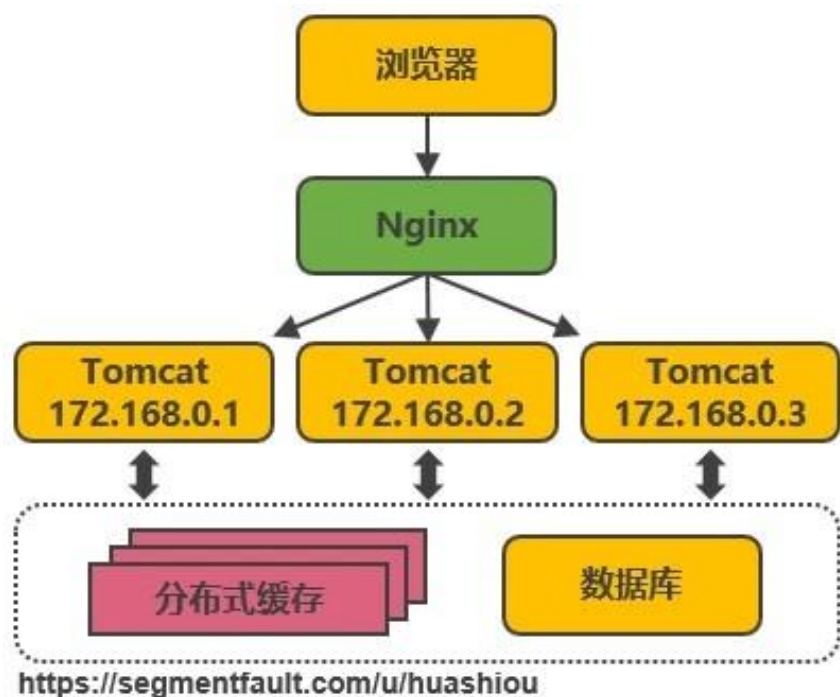 浏览器
Nginx
Tomcat
172.168.0.1
Tomcat
172.168.0.2
Tomcat
172.168.0.3
分布式缓存
数据库
https://segmentfault.com/u/huashiou